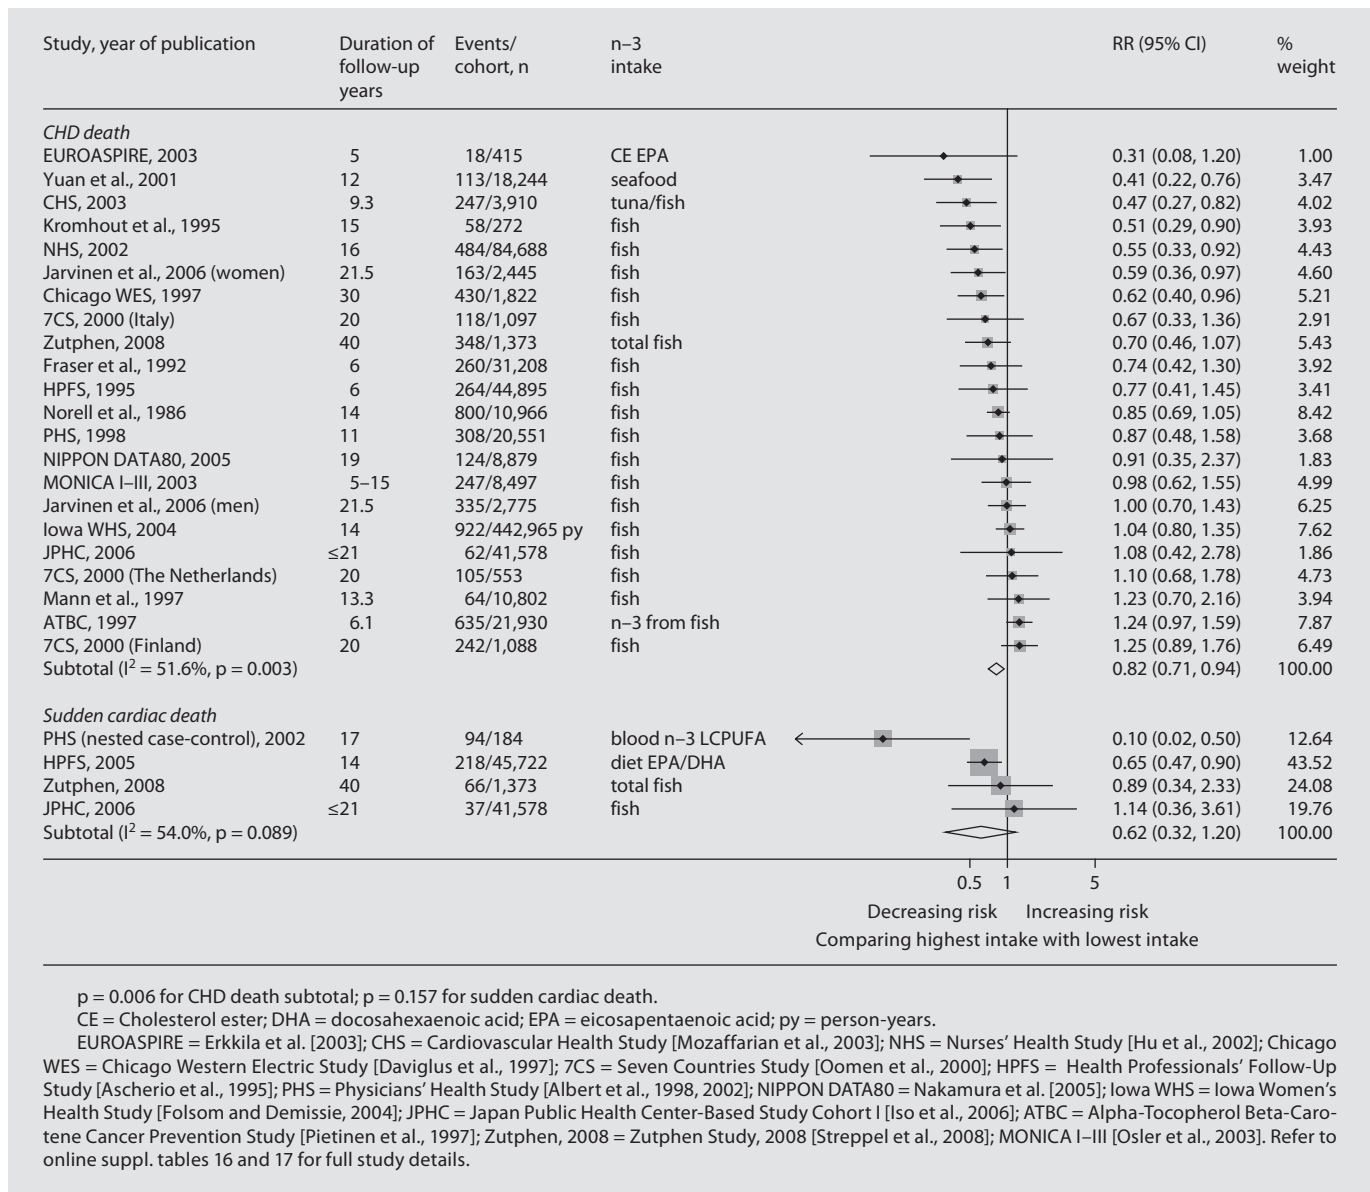 Study, year of publication Duration of follow-up years Events/ cohort, n n–3 intake RR (95% CI) % weight
CHD death
EUROASPIRE, 2003 5 18/415 CE EPA 0.31 (0.08, 1.20) 1.00
Yuan et al., 2001 12 113/18,244 seafood 0.41 (0.22, 0.76) 3.47
CHS, 2003 9.3 247/3,910 tuna/fish 0.47 (0.27, 0.82) 4.02
Kromhout et al., 1995 15 58/272 fish 0.51 (0.29, 0.90) 3.93
NHS, 2002 16 484/84,688 fish 0.55 (0.33, 0.92) 4.43
Jarvinen et al., 2006 (women) 21.5 163/2,445 fish 0.59 (0.36, 0.97) 4.60
Chicago WES, 1997 30 430/1,822 fish 0.62 (0.40, 0.96) 5.21
7CS, 2000 (Italy) 20 118/1,097 fish 0.67 (0.33, 1.36) 2.91
Zutphen, 2008 40 348/1,373 total fish 0.70 (0.46, 1.07) 5.43
Fraser et al., 1992 6 260/31,208 fish 0.74 (0.42, 1.30) 3.92
HPFS, 1995 6 264/44,895 fish 0.77 (0.41, 1.45) 3.41
Norell et al., 1986 14 800/10,966 fish 0.85 (0.69, 1.05) 8.42
PHS, 1998 11 308/20,551 fish 0.87 (0.48, 1.58) 3.68
NIPPON DATA80, 2005 19 124/8,879 fish 0.91 (0.35, 2.37) 1.83
MONICA I–III, 2003 5–15 247/8,497 fish 0.98 (0.62, 1.55) 4.99
Jarvinen et al., 2006 (men) 21.5 335/2,775 fish 1.00 (0.70, 1.43) 6.25
Iowa WHS, 2004 14 922/442,965 py fish 1.04 (0.80, 1.35) 7.62
JPHC, 2006 ≤21 62/41,578 fish 1.08 (0.42, 2.78) 1.86
7CS, 2000 (The Netherlands) 20 105/553 fish 1.10 (0.68, 1.78) 4.73
Mann et al., 1997 13.3 64/10,802 fish 1.23 (0.70, 2.16) 3.94
ATBC, 1997 6.1 635/21,930 n–3 from fish 1.24 (0.97, 1.59) 7.87
7CS, 2000 (Finland) 20 242/1,088 fish 1.25 (0.89, 1.76) 6.49
Subtotal (I² = 51.6%, p = 0.003) 0.82 (0.71, 0.94) 100.00
Sudden cardiac death
PHS (nested case-control), 2002 17 94/184 blood n–3 LCPUFA 0.10 (0.02, 0.50) 12.64
HPFS, 2005 14 218/45,722 diet EPA/DHA 0.65 (0.47, 0.90) 43.52
Zutphen, 2008 40 66/1,373 total fish 0.89 (0.34, 2.33) 24.08
JPHC, 2006 ≤21 37/41,578 fish 1.14 (0.36, 3.61) 19.76
Subtotal (I² = 54.0%, p = 0.089) 0.62 (0.32, 1.20) 100.00
0.5 1 5
Decreasing risk Increasing risk
Comparing highest intake with lowest intake
p = 0.006 for CHD death subtotal; p = 0.157 for sudden cardiac death.
CE = Cholesterol ester; DHA = docosahexaenoic acid; EPA = eicosapentaenoic acid; py = person-years.
EUROASPIRE = Erkkila et al. [2003]; CHS = Cardiovascular Health Study [Mozaffarian et al., 2003]; NHS = Nurses’ Health Study [Hu et al., 2002]; Chicago
WES = Chicago Western Electric Study [Daviglus et al., 1997]; 7CS = Seven Countries Study [Oomen et al., 2000]; HPFS = Health Professionals’ Follow-Up
Study [Ascherio et al., 1995]; PHS = Physicians’ Health Study [Albert et al., 1998, 2002]; NIPPON DATA80 = Nakamura et al. [2005]; Iowa WHS = Iowa Women’s
Health Study [Folsom and Demissie, 2004]; JPHC = Japan Public Health Center-Based Study Cohort I [Iso et al., 2006]; ATBC = Alpha-Tocopherol Beta-Caro-
tene Cancer Prevention Study [Pietinen et al., 1997]; Zutphen, 2008 = Zutphen Study, 2008 [Streppel et al., 2008]; MONICA I–III [Osler et al., 2003]. Refer to
online suppl. tables 16 and 17 for full study details.